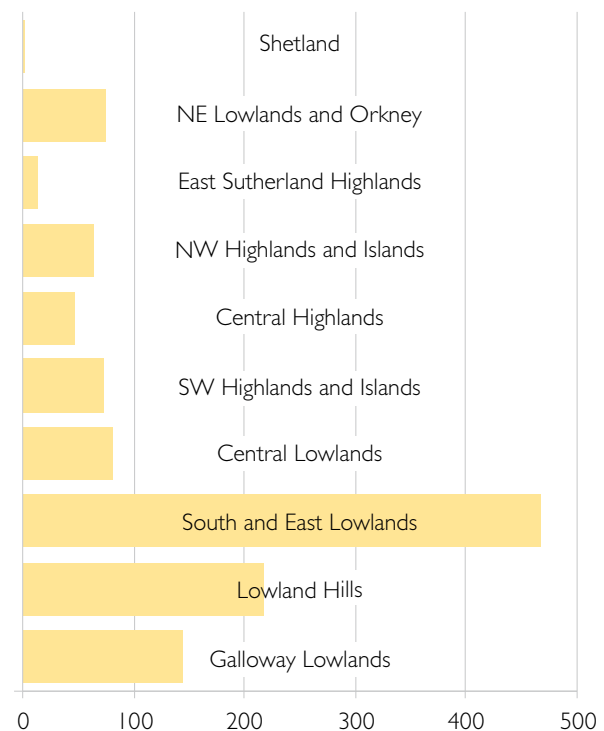 Shetland
NE Lowlands and Orkney
East Sutherland Highlands
NW Highlands and Islands
Central Highlands
SW Highlands and Islands
Central Lowlands
South and East Lowlands
Lowland Hills
Galloway Lowlands
0 100 200 300 400 500